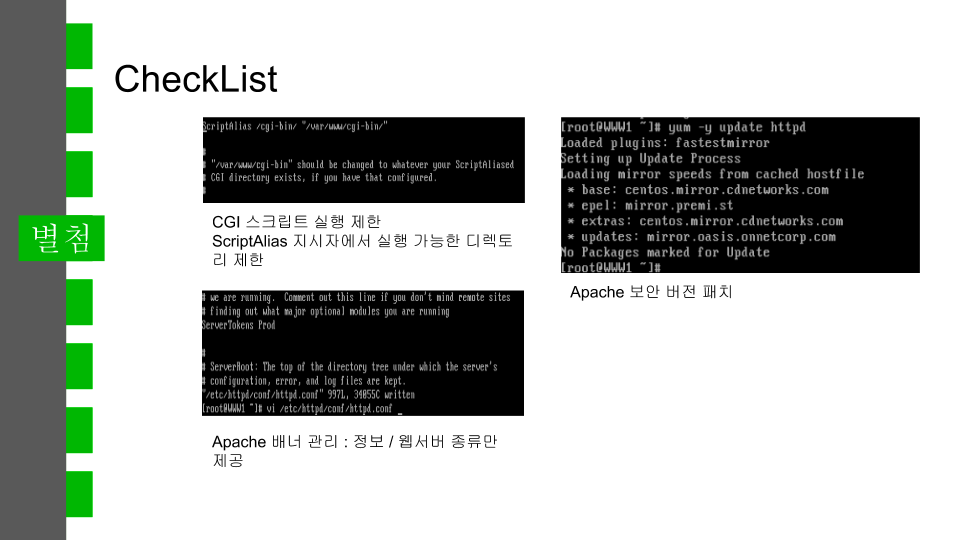 CheckList
별첨
ScriptAlias /cgi-bin/ "/var/www/cgi-bin/"
#
# "/var/www/cgi-bin" should be changed to whatever your ScriptAliased
# CGI directory exists, if you have that configured.
#
CGI 스크립트 실행 제한
ScriptAlias 지시자에서 실행 가능한 디렉토
리 제한
# we are running.  Comment out this line if you don't mind remote sites
# finding out what major optional modules you are running
ServerTokens Prod
#
# ServerRoot: The top of the directory tree under which the server's
# configuration, error, and log files are kept.
"/etc/httpd/conf/httpd.conf" 997L, 34055C written
[root@WWW1 ~]# vi /etc/httpd/conf/httpd.conf _
Apache 배너 관리 : 정보 / 웹서버 종류만
제공
[root@WWW1 ~]# yum -y update httpd
Loaded plugins: fastestmirror
Setting up Update Process
Loading mirror speeds from cached hostfile
 * base: centos.mirror.cdnetworks.com
 * epel: mirror.premi.st
 * extras: centos.mirror.cdnetworks.com
 * updates: mirror.oasis.onnetcorp.com
No Packages marked for Update
[root@WWW1 ~]#
Apache 보안 버전 패치